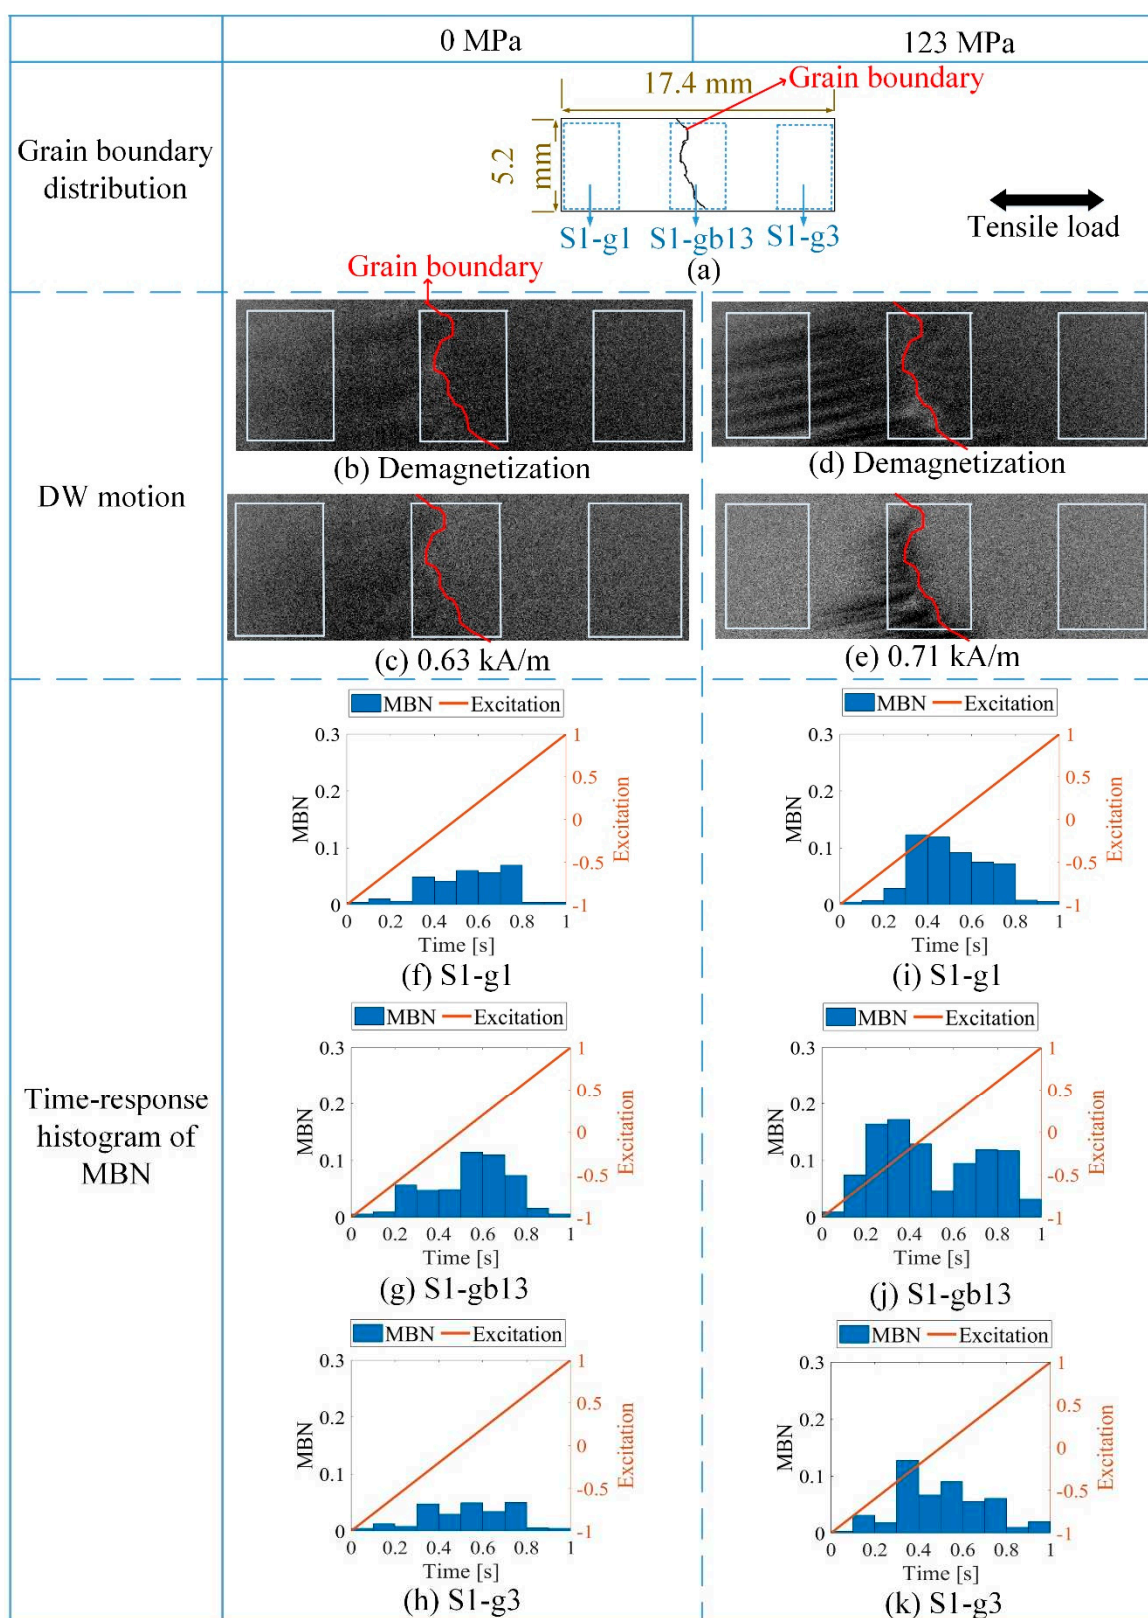 0 MPa
123 MPa
Grain boundary
distribution
17.4 mm
Grain boundary
5.2
mm
S1-g1
S1-gb13
S1-g3
Tensile load
(a)
Grain boundary
DW motion
(b) Demagnetization
(d) Demagnetization
(c) 0.63 kA/m
(e) 0.71 kA/m
Time-response
histogram of
MBN
MBN Excitation
0.3
0.2
0.1
0
MBN
1
0.5
0
-0.5
-1
Excitation
0 0.2 0.4 0.6 0.8 1
Time [s]
(f) S1-g1
MBN Excitation
0.3
0.2
0.1
0
MBN
1
0.5
0
-0.5
-1
Excitation
0 0.2 0.4 0.6 0.8 1
Time [s]
(i) S1-g1
MBN Excitation
0.3
0.2
0.1
0
MBN
1
0.5
0
-0.5
-1
Excitation
0 0.2 0.4 0.6 0.8 1
Time [s]
(g) S1-gb13
MBN Excitation
0.3
0.2
0.1
0
MBN
1
0.5
0
-0.5
-1
Excitation
0 0.2 0.4 0.6 0.8 1
Time [s]
(j) S1-gb13
MBN Excitation
0.3
0.2
0.1
0
MBN
1
0.5
0
-0.5
-1
Excitation
0 0.2 0.4 0.6 0.8 1
Time [s]
(h) S1-g3
MBN Excitation
0.3
0.2
0.1
0
MBN
1
0.5
0
-0.5
-1
Excitation
0 0.2 0.4 0.6 0.8 1
Time [s]
(k) S1-g3